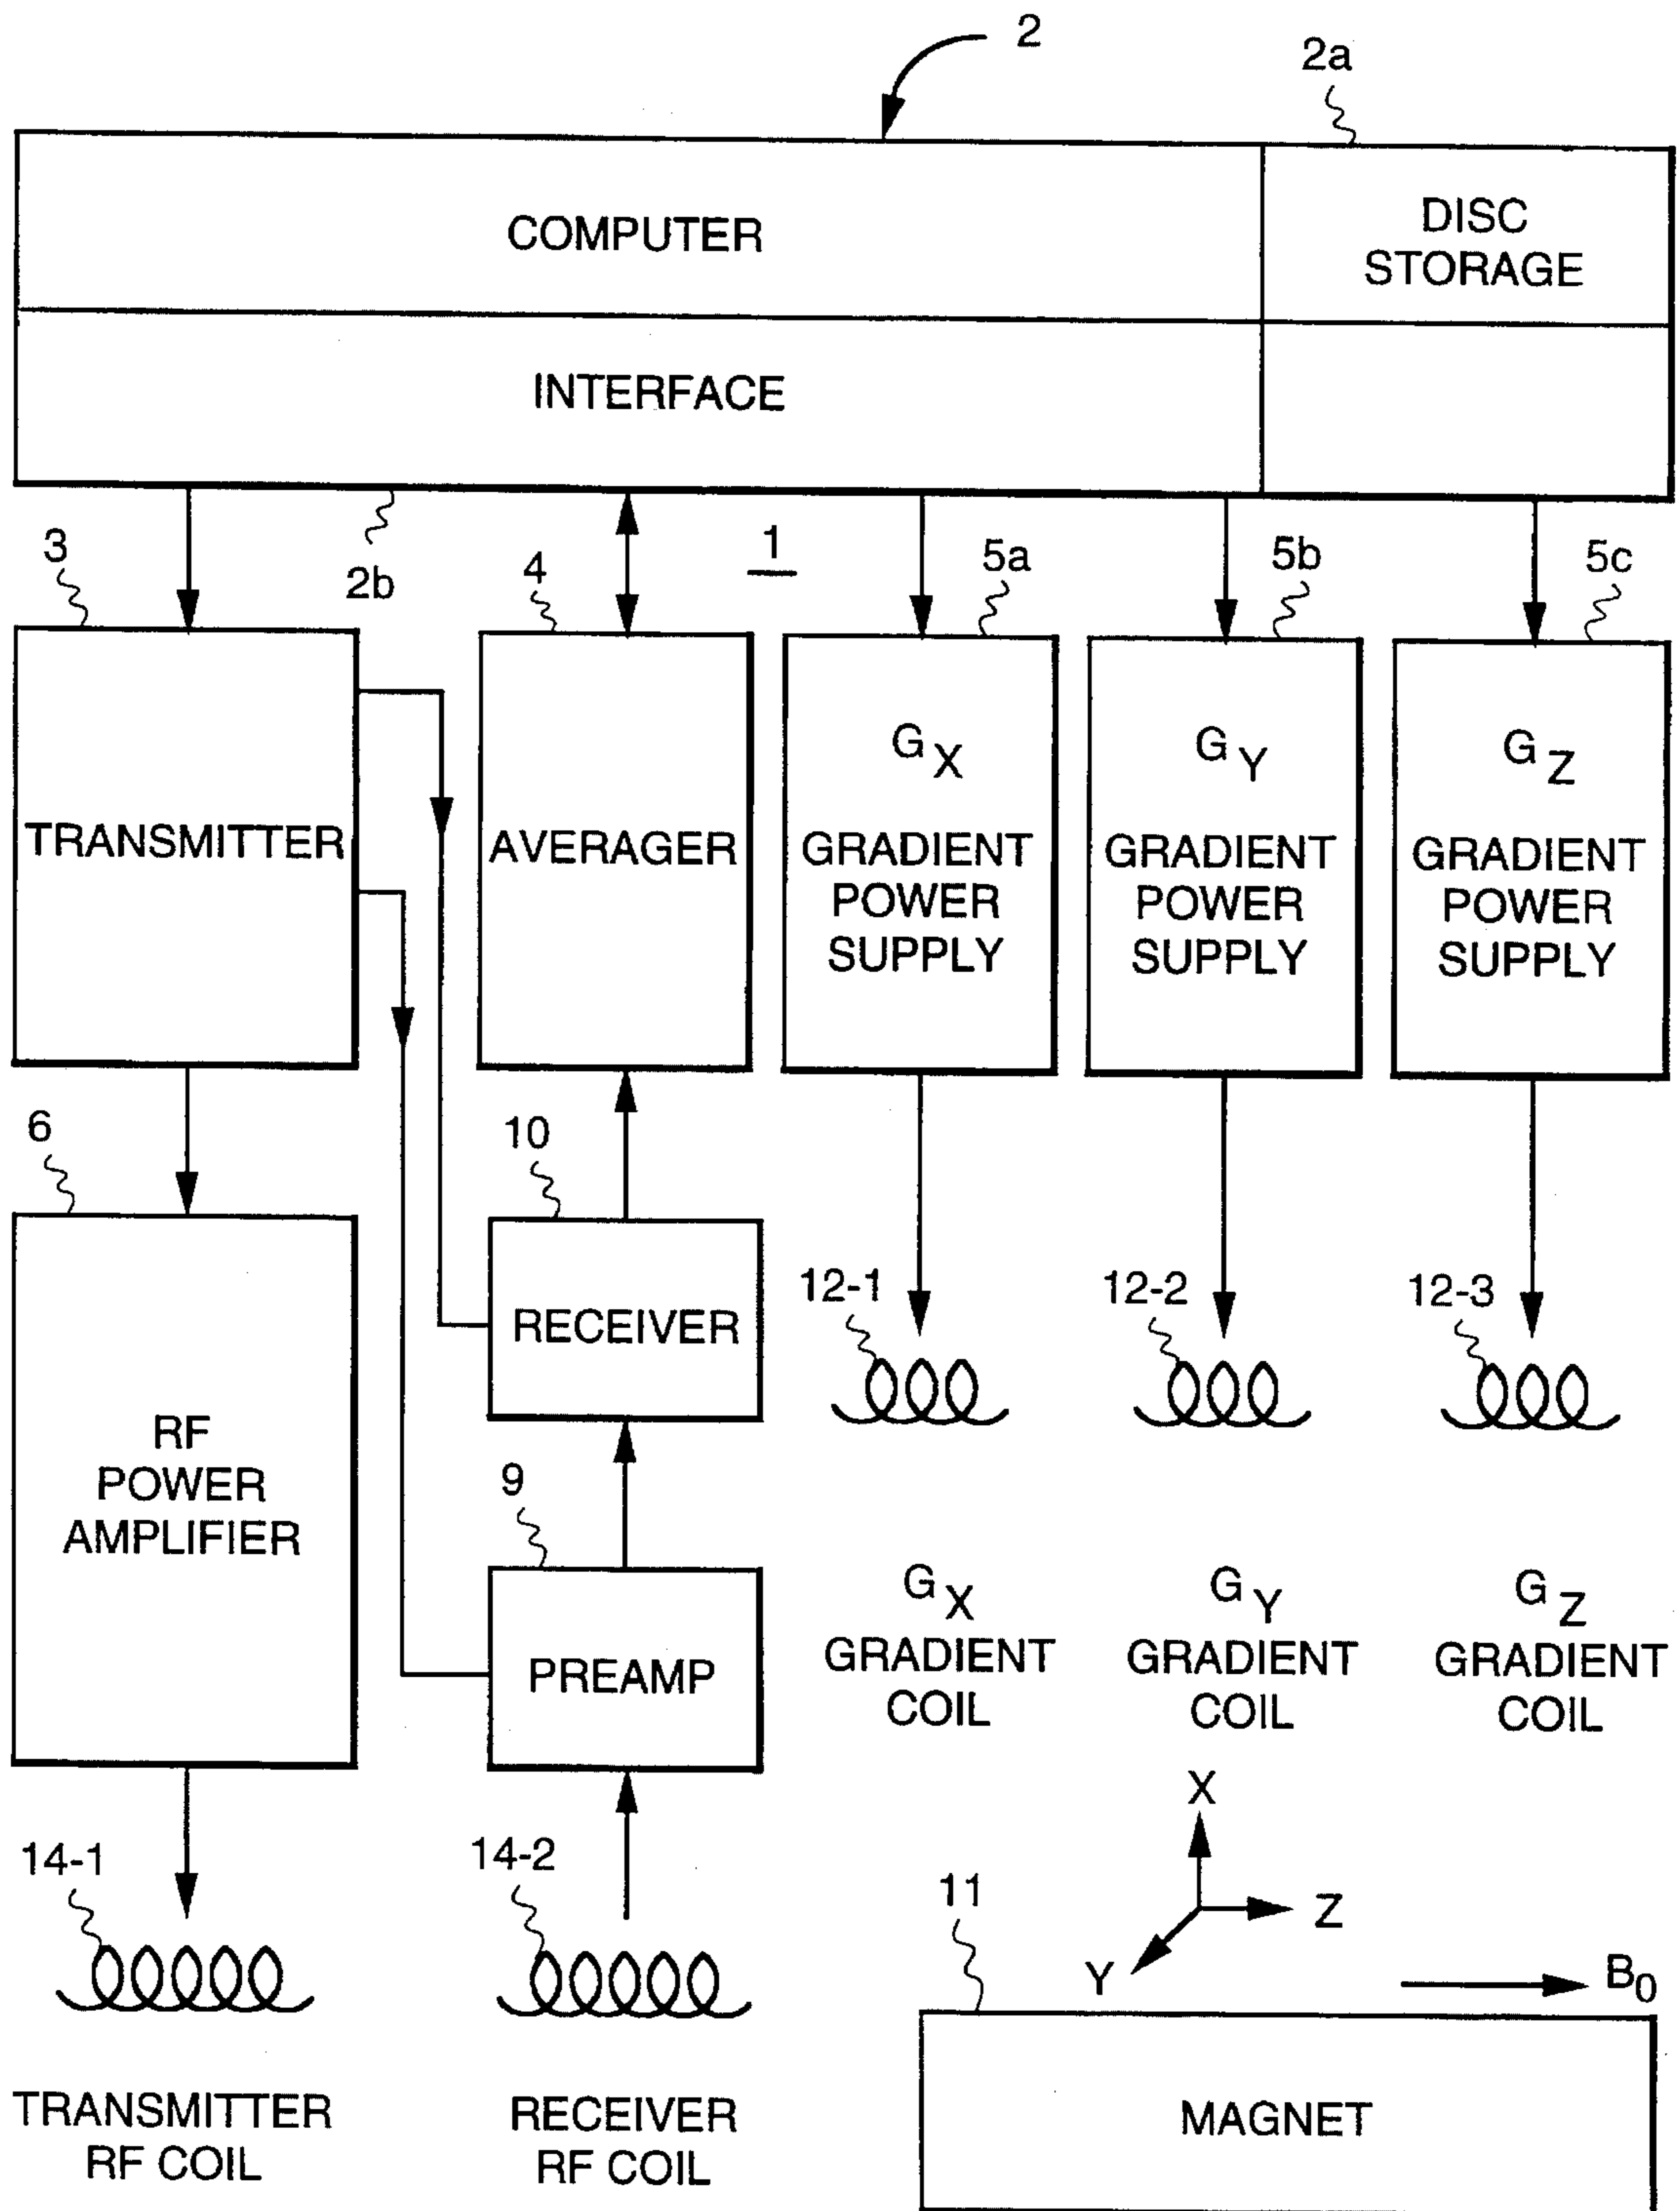 2
2a
COMPUTER
DISC
STORAGE
INTERFACE
3
2b
4
1
5a
5b
5c
TRANSMITTER
AVERAGER
GX
GRADIENT
POWER
SUPPLY
GY
GRADIENT
POWER
SUPPLY
GZ
GRADIENT
POWER
SUPPLY
6
10
RF
POWER
AMPLIFIER
RECEIVER
12-1
12-2
12-3
9
PREAMP
GX
GRADIENT
COIL
GY
GRADIENT
COIL
GZ
GRADIENT
COIL
14-1
14-2
11
X
Z
Y
B0
TRANSMITTER
RF COIL
RECEIVER
RF COIL
MAGNET